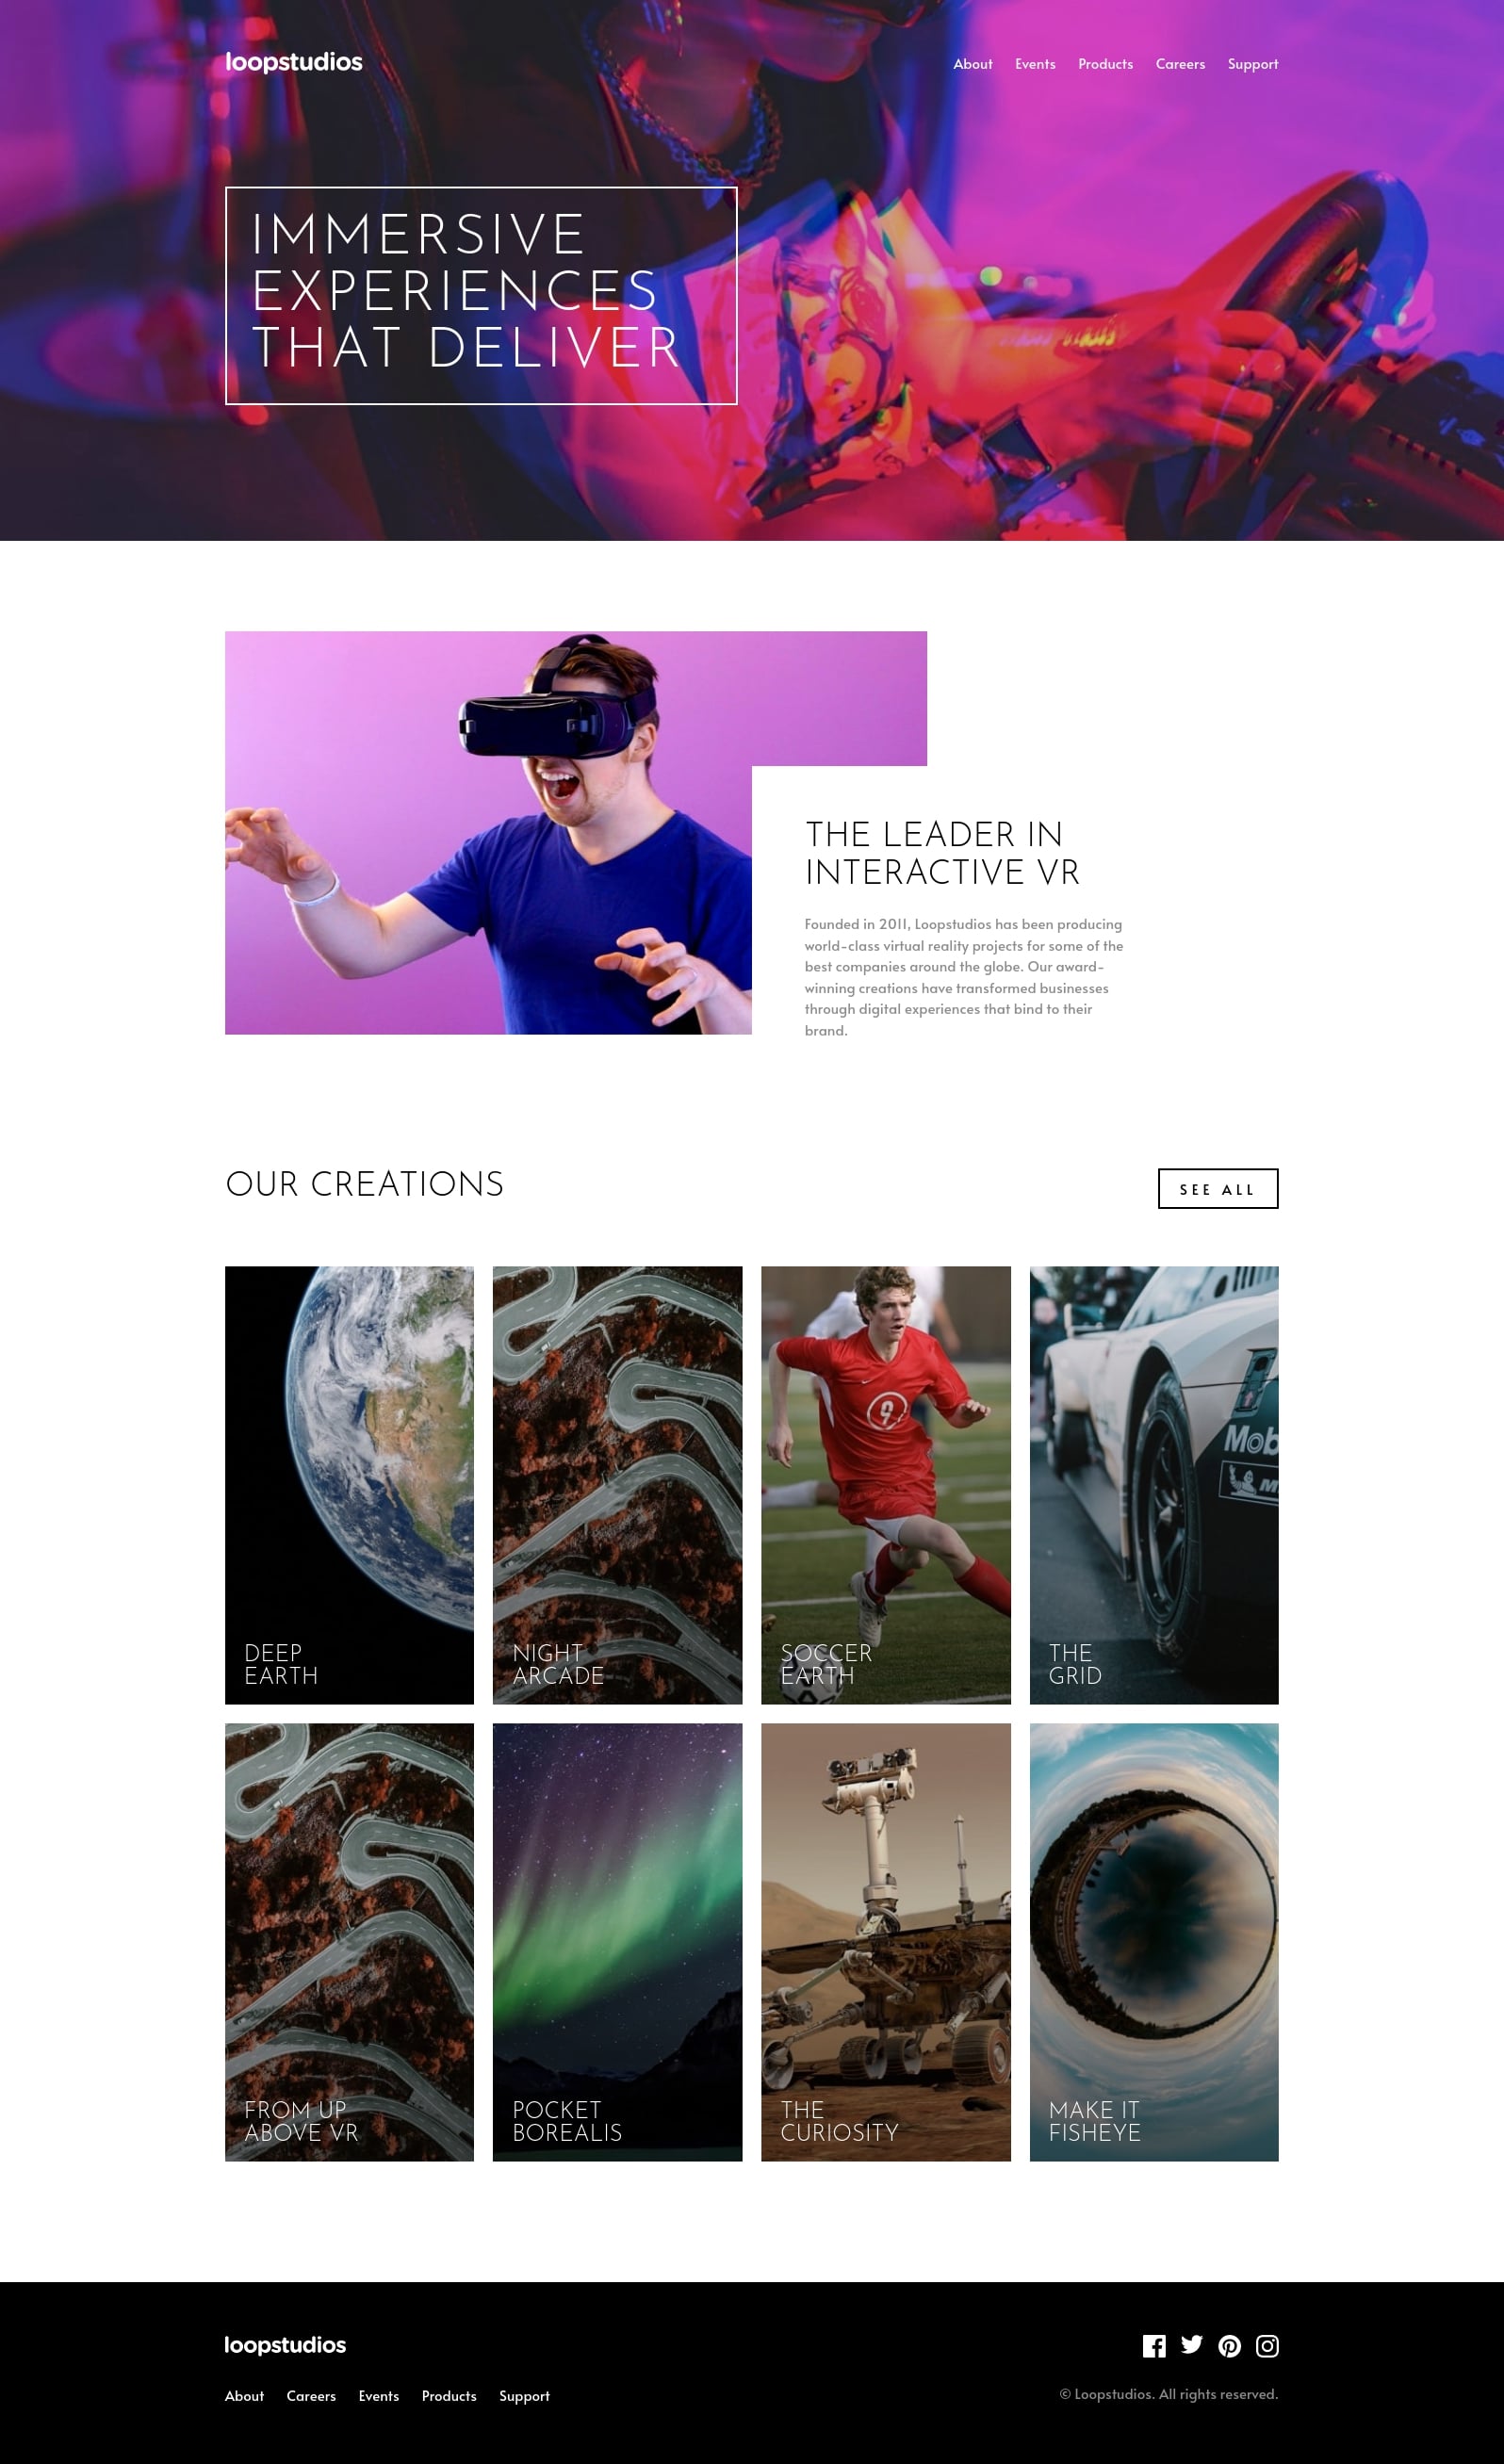 loopstudios
About Events Products Careers Support
IMMERSIVE
EXPERIENCES
THAT DELIVER
THE LEADER IN
INTERACTIVE VR
Founded in 2011, Loopstudios has been producing
world-class virtual reality projects for some of the
best companies around the globe. Our award-
winning creations have transformed businesses
through digital experiences that bind to their
brand.
OUR CREATIONS
SEE ALL
9
Mob
M
DEEP
EARTH
NIGHT
ARCADE
SOCCER
EARTH
THE
GRID
FROM UP
ABOVE VR
POCKET
BOREALIS
THE
CURIOSITY
MAKE IT
FISHEYE
loopstudios
About Careers Events Products Support
© Loopstudios. All rights reserved.